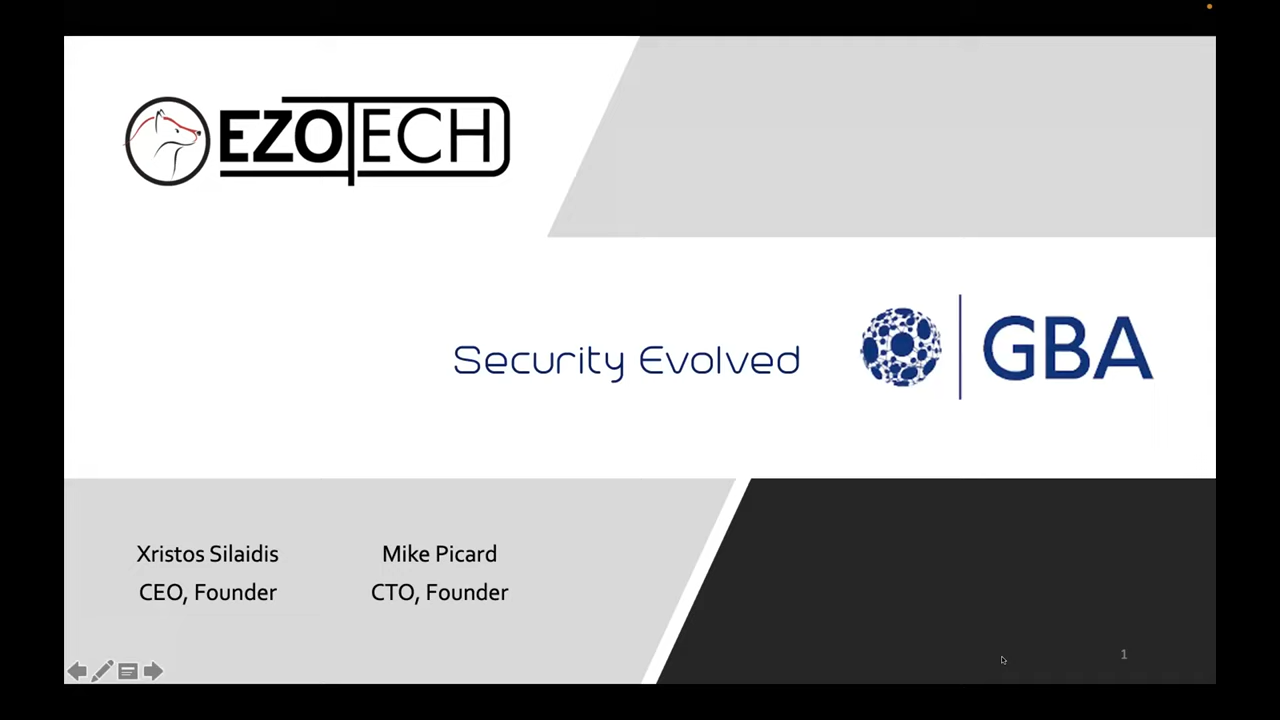 EZOTECH
Security Evolved
GBA
Xristos Silaidis
CEO, Founder
Mike Picard
CTO, Founder
1